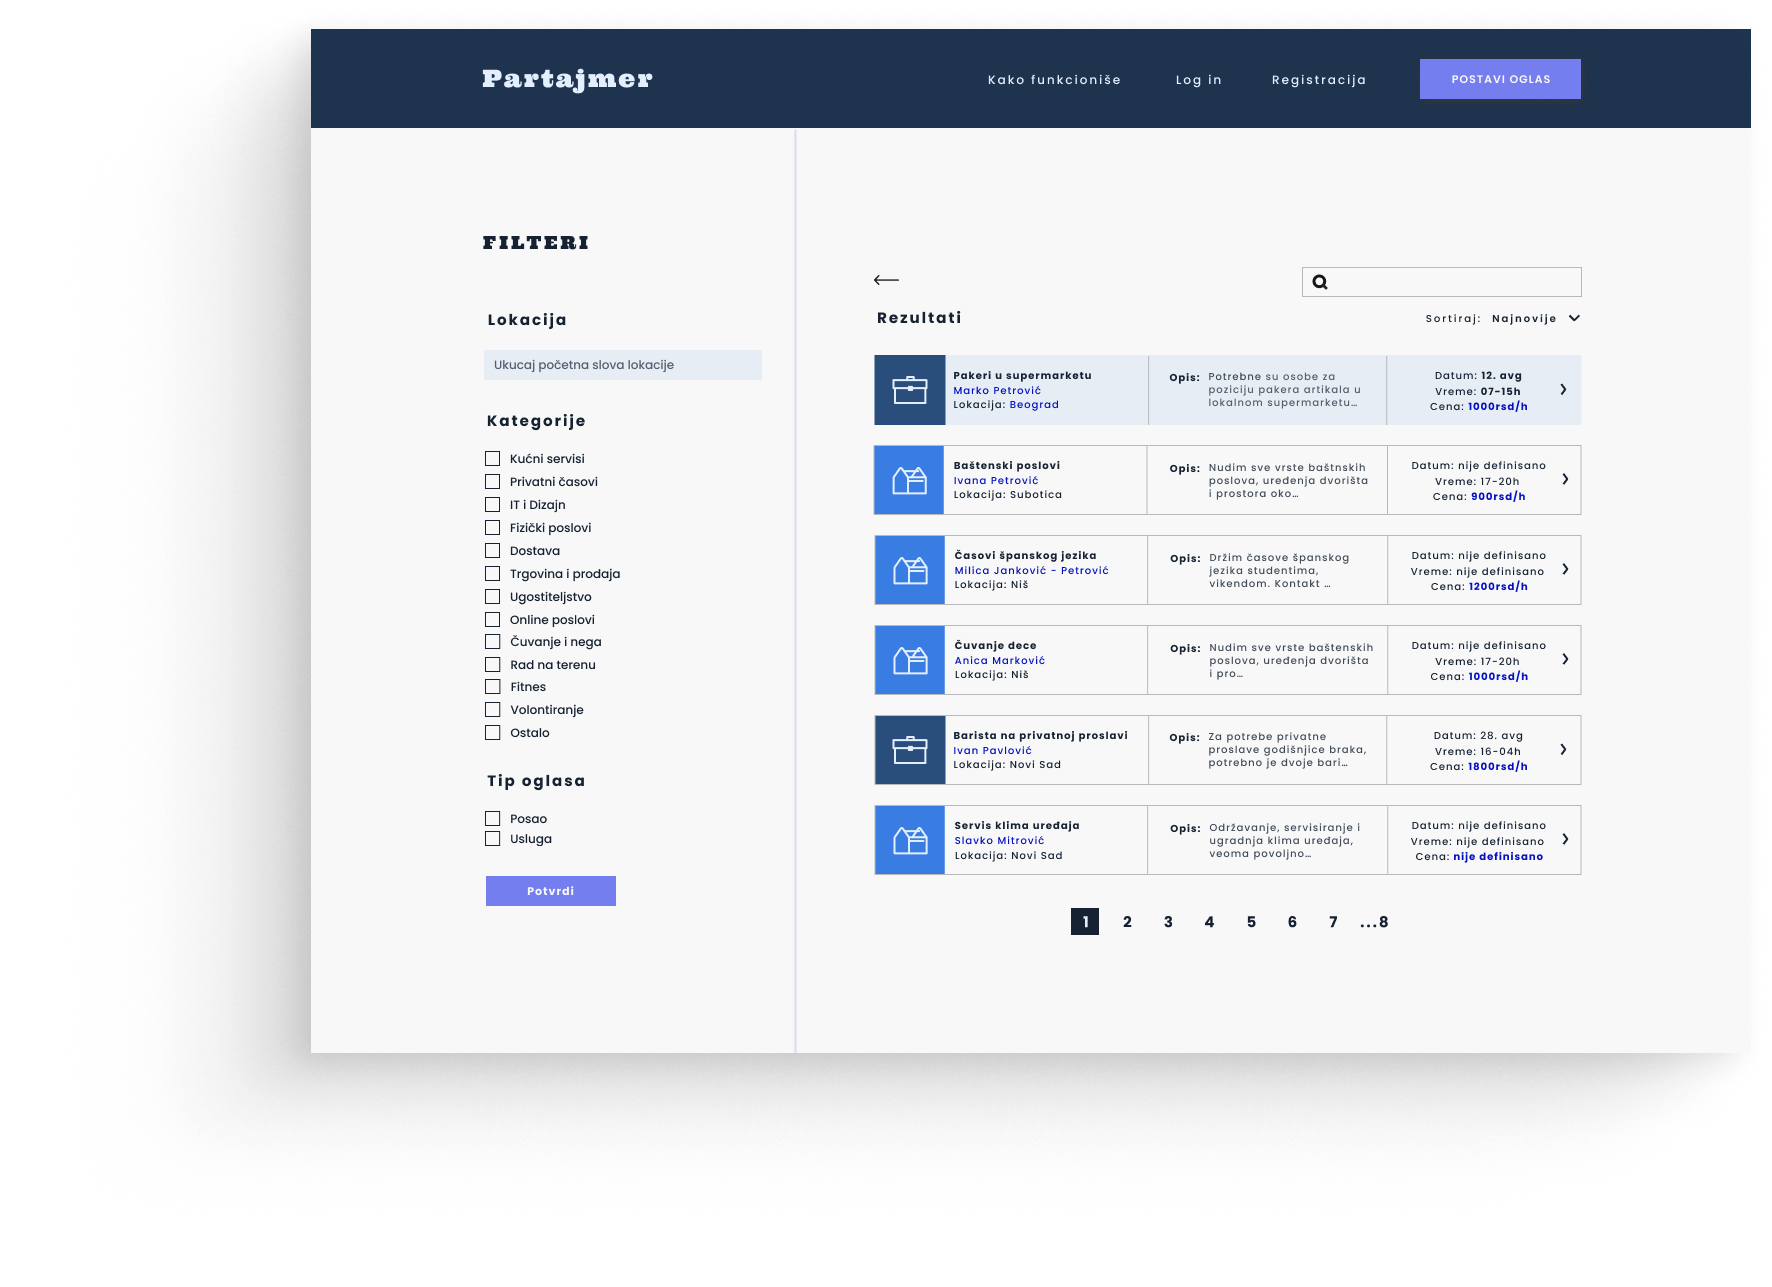 Partajmer
Kako funkcioniše
Log in
Registracija
POSTAVI OGLAS
FILTERI
Lokacija
Ukucaj početna slova lokacije
Kategorije
Kućni servisi
Privatni časovi
IT i Dizajn
Fizički poslovi
Dostava
Trgovina i prodaja
Ugostiteljstvo
Online poslovi
Čuvanje i nega
Rad na terenu
Fitnes
Volontiranje
Ostalo
Tip oglasa
Posao
Usluga
Potvrdi
Rezultati
Sortiraj: Najnovije
Pakeri u supermarketu
Marko Petrović
Lokacija: Beograd
Opis: Potrebne su osobe za
poziciju pakera artikala u
lokalnom supermarketu...
Datum: 12. avg
Vreme: 07-15h
Cena: 1000rsd/h
Baštenski poslovi
Ivana Petrović
Lokacija: Subotica
Opis: Nudim sve vrste baštnskih
poslova, uređenja dvorišta
i prostora oko...
Datum: nije definisano
Vreme: 17-20h
Cena: 900rsd/h
Časovi španskog jezika
Milica Janković - Petrović
Lokacija: Niš
Opis: Držim časove španskog
jezika studentima,
vikendom. Kontakt ...
Datum: nije definisano
Vreme: nije definisano
Cena: 1200rsd/h
Čuvanje dece
Anica Marković
Lokacija: Niš
Opis: Nudim sve vrste baštenskih
poslova, uređenja dvorišta
i pro...
Datum: nije definisano
Vreme: 17-20h
Cena: 1000rsd/h
Barista na privatnoj proslavi
Ivan Pavlović
Lokacija: Novi Sad
Opis: Za potrebe privatne
proslave godišnjice braka,
potrebno je dvoje bari...
Datum: 28. avg
Vreme: 16-04h
Cena: 1800rsd/h
Servis klima uređaja
Slavko Mitrović
Lokacija: Novi Sad
Opis: Održavanje, servisiranje i
ugradnja klima uređaja,
veoma povoljno...
Datum: nije definisano
Vreme: nije definisano
Cena: nije definisano
1 2 3 4 5 6 7 ...8